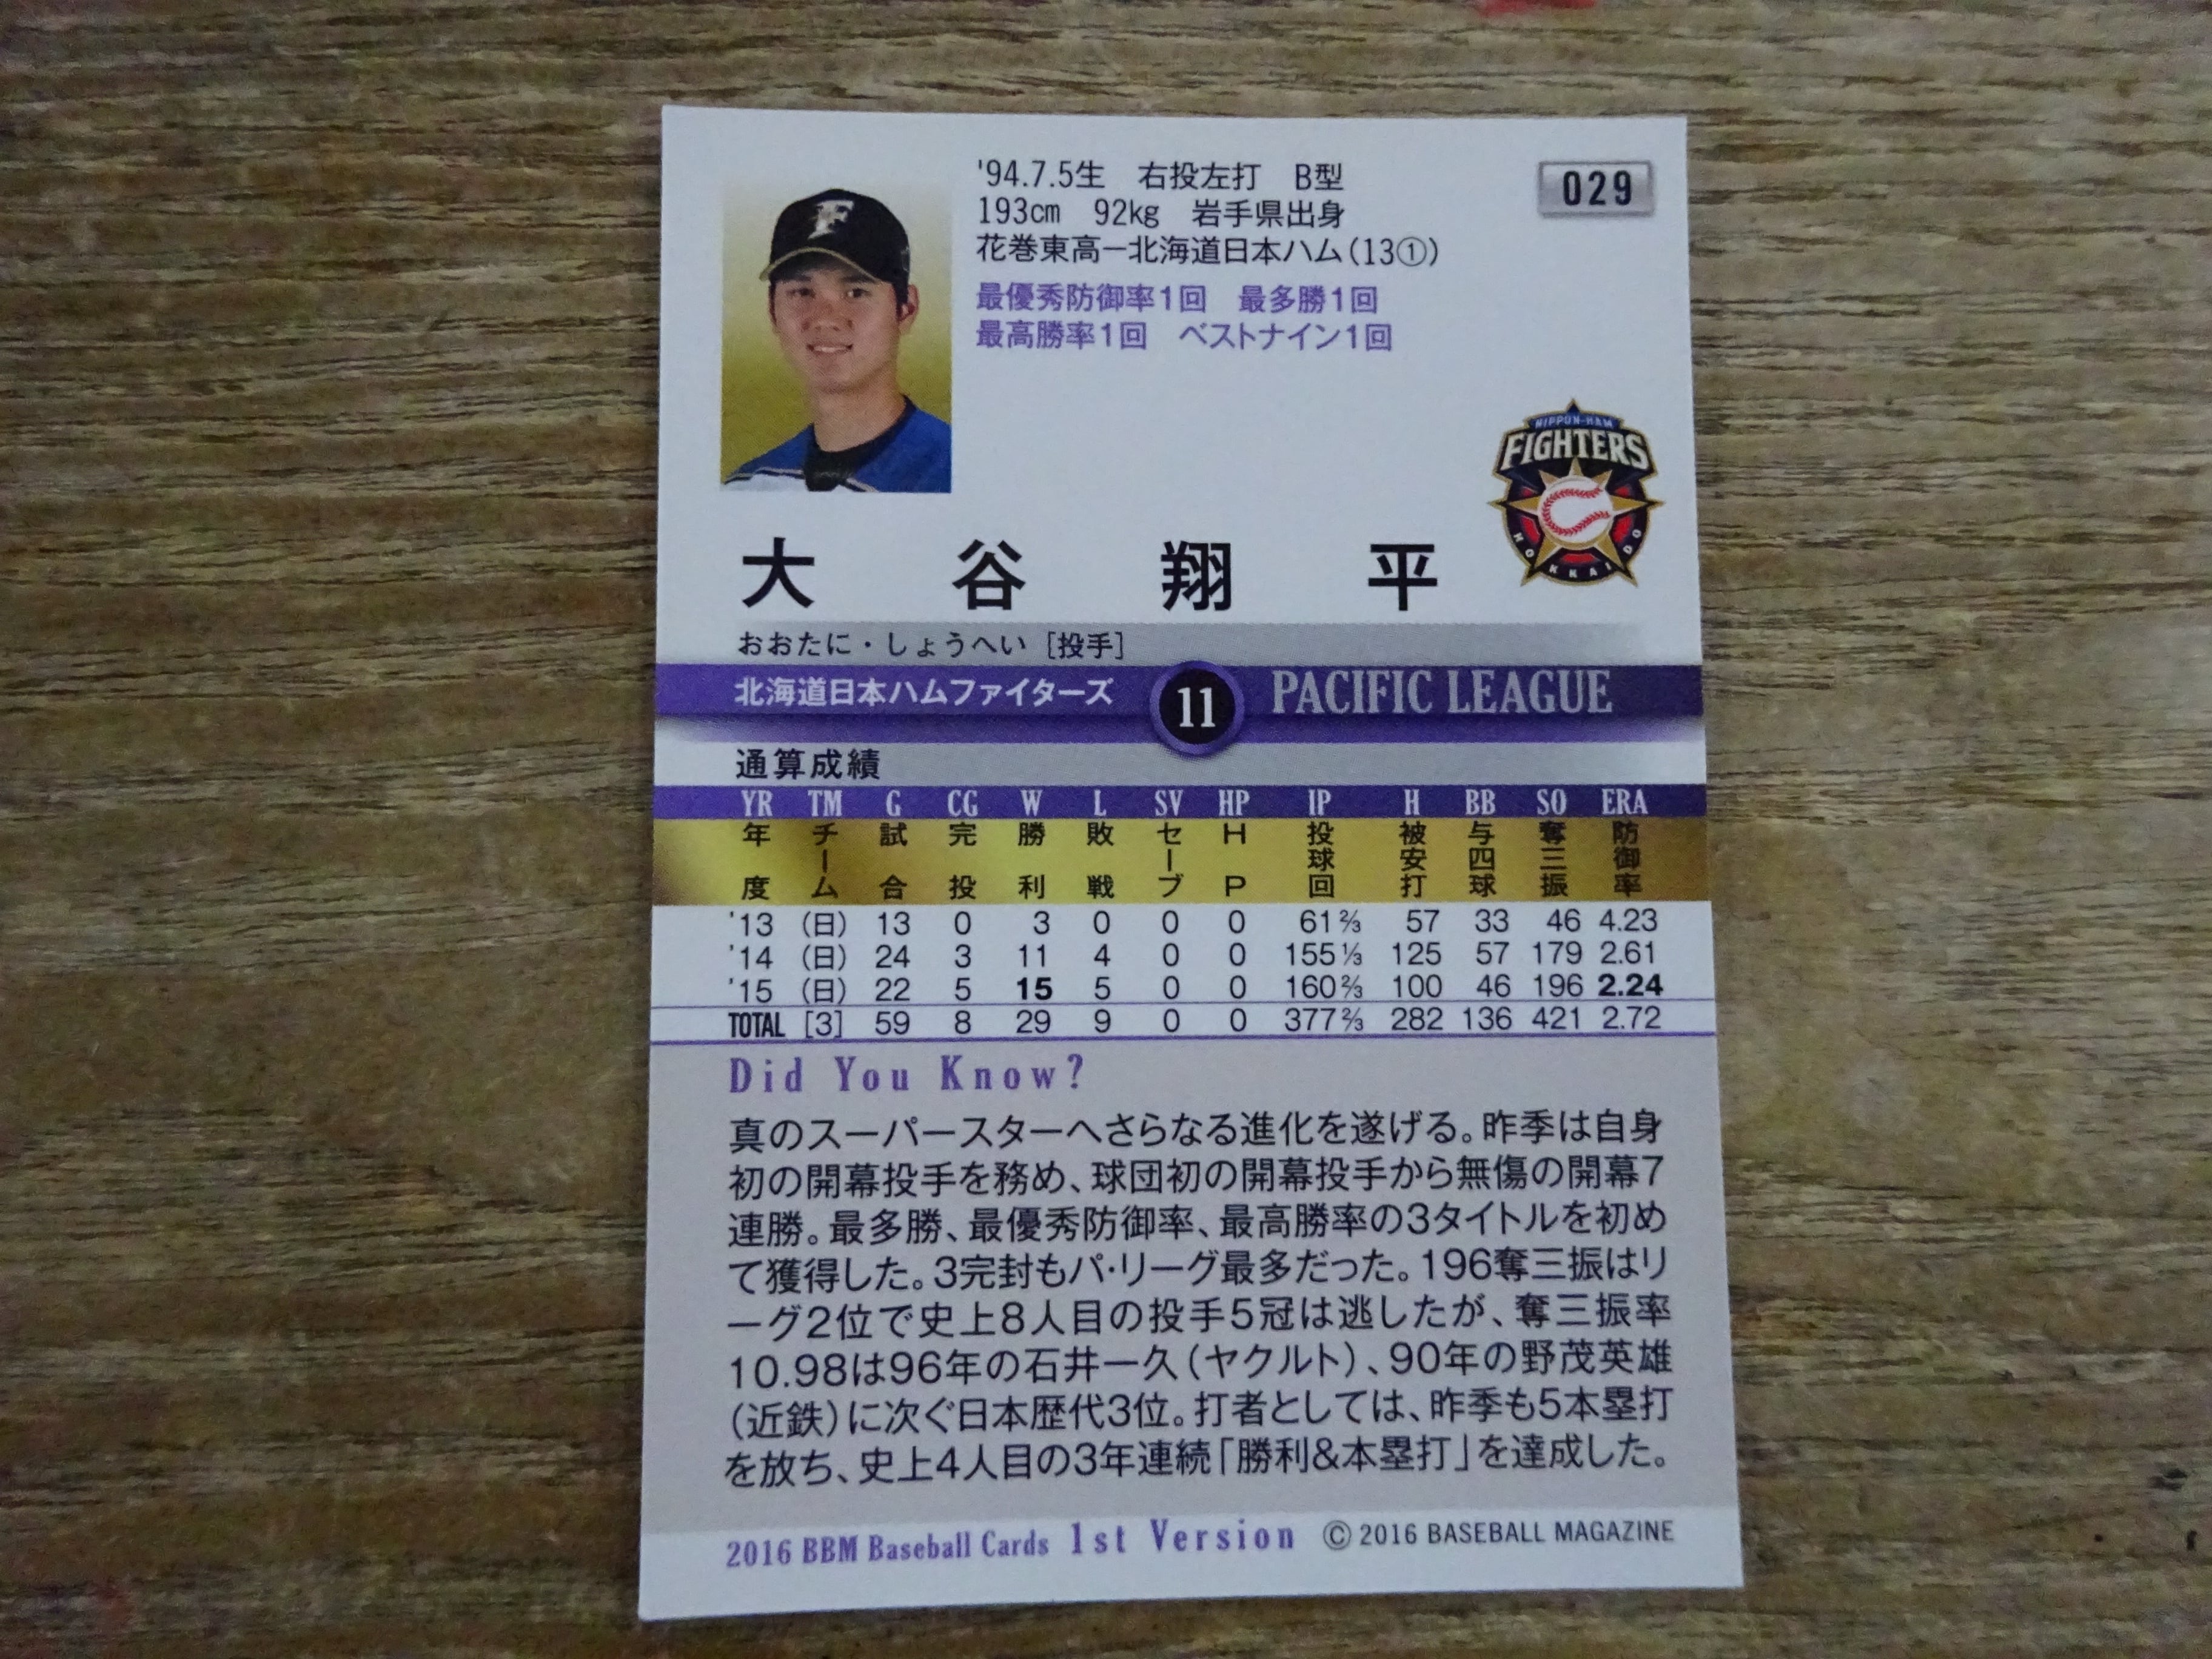 '94.7.5生　右投左打　B型
029
193cm　92kg　岩手県出身
花巻東高ー北海道日本ハム(13①)
最優秀防御率1回　最多勝1回
最高勝率1回　ベストナイン1回
F
NIPPON-HAM
FIGHTERS
HOKKAIDO
大谷翔平
おおたに・しょうへい [投手]
北海道日本ハムファイターズ 11 PACIFIC LEAGUE
通算成績
YR TM G CG W L SV HP IP H BB SO ERA
年度 チーム 試合 完投 勝利 敗戦 セーブ HP 投球回 被安打 与四球 奪三振 防御率
'13 (日) 13 0 3 0 0 0 61⅔ 57 33 46 4.23
'14 (日) 24 3 11 4 0 0 155⅓ 125 57 179 2.61
'15 (日) 22 5 15 5 0 0 160⅔ 100 46 196 2.24
TOTAL [3] 59 8 29 9 0 0 377⅔ 282 136 421 2.72
Did You Know?
真のスーパースターへさらなる進化を遂げる。昨季は自身
初の開幕投手を務め、球団初の開幕投手から無傷の開幕7
連勝。最多勝、最優秀防御率、最高勝率の3タイトルを初め
て獲得した。3完封もパ・リーグ最多だった。196奪三振はリ
ーグ2位で史上8人目の投手5冠は逃したが、奪三振率
10.98は96年の石井一久(ヤクルト)、90年の野茂英雄
(近鉄)に次ぐ日本歴代3位。打者としては、昨季も5本塁打
を放ち、史上4人目の3年連続「勝利&本塁打」を達成した。
2016 BBM Baseball Cards 1st Version © 2016 BASEBALL MAGAZINE